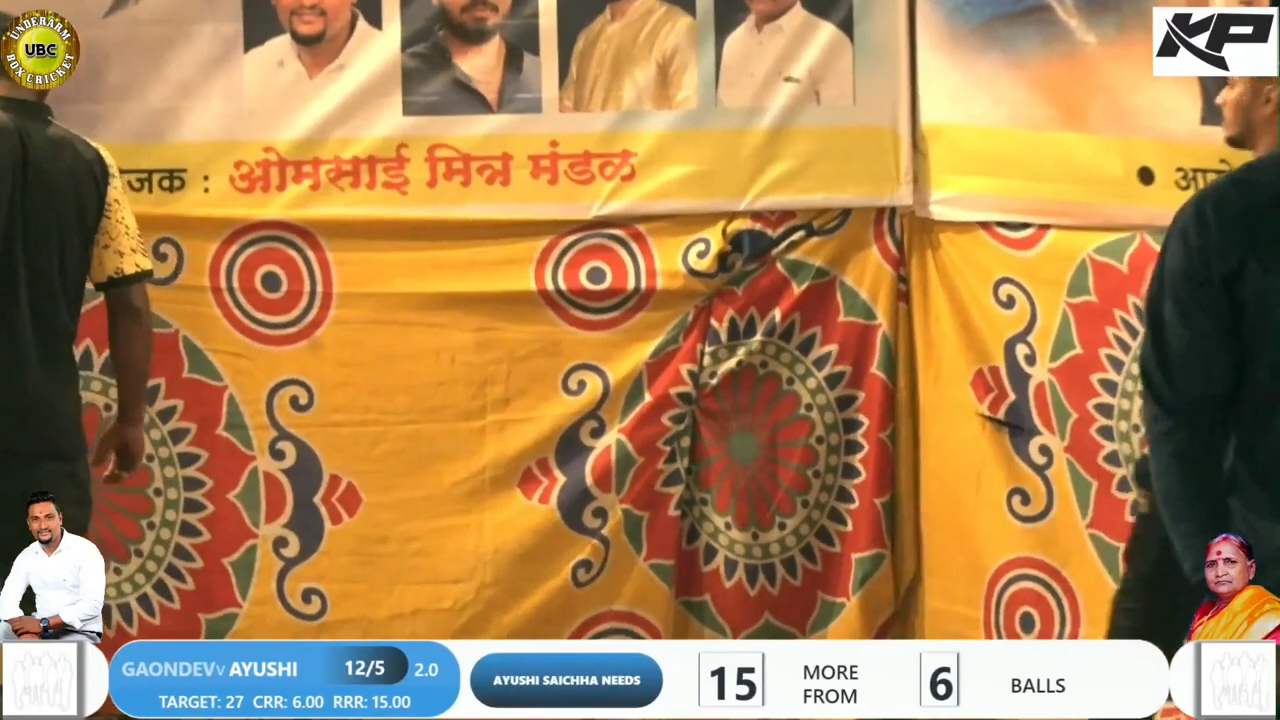 UNDERARM
UBC
BOX CRICKET
KP
जक : ओमसाई मित्र मंडळ
GAONDEV v AYUSHI 12/5 2.0
TARGET: 27 CRR: 6.00 RRR: 15.00
AYUSHI SAICHHA NEEDS
15 MORE FROM 6 BALLS